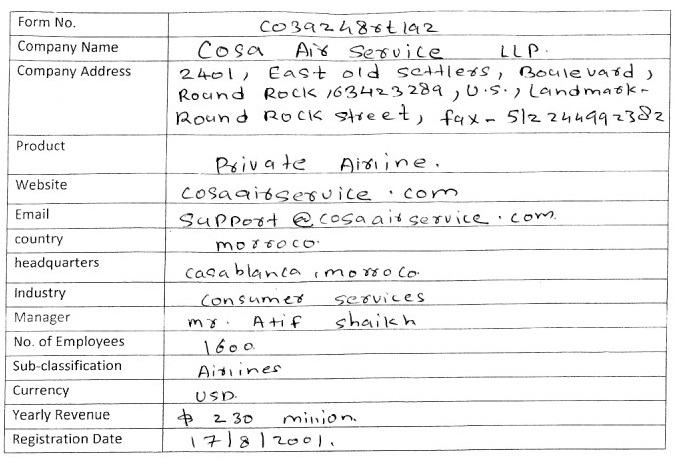 Form No. CO39248rt192
Company Name Cosa Air Service LLP.
Company Address 2401, East old settlers, Boulevard,
Round Rock, 63423289, U.S., Landmark-
Round Rock street, fax - 512244992382
Product Private Airline.
Website cosaairservice.com
Email Support@cosaairservice.com.
country morroco.
headquarters casablanca, morroco.
Industry consumer services
Manager mr. Atif shaikh
No. of Employees 1600.
Sub-classification Airlines
Currency USD.
Yearly Revenue $ 230 million.
Registration Date 17/8/2001.